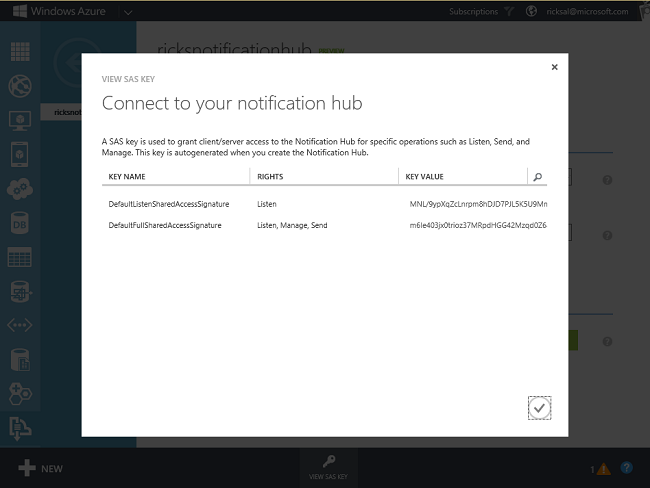 Windows Azure
Subscriptions
ricksal@microsoft.com
ricksnotificationhub PREVIEW
ricksnot
VIEW SAS KEY
Connect to your notification hub
A SAS key is used to grant client/server access to the Notification Hub for specific operations such as Listen, Send, and
Manage. This key is autogenerated when you create the Notification Hub.
KEY NAME RIGHTS KEY VALUE
DefaultListenSharedAccessSignature Listen
DefaultFullSharedAccessSignature Listen, Manage, Send
DB
NEW
VIEW SAS KEY
1